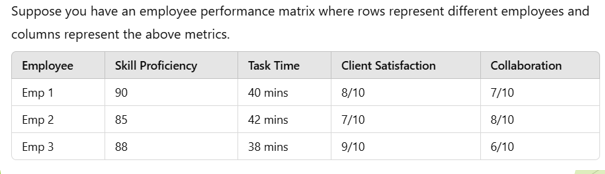 Suppose you have an employee performance matrix where rows represent different employees and
columns represent the above metrics.
Employee Skill Proficiency Task Time Client Satisfaction Collaboration
Emp 1 90 40 mins 8/10 7/10
Emp 2 85 42 mins 7/10 8/10
Emp 3 88 38 mins 9/10 6/10